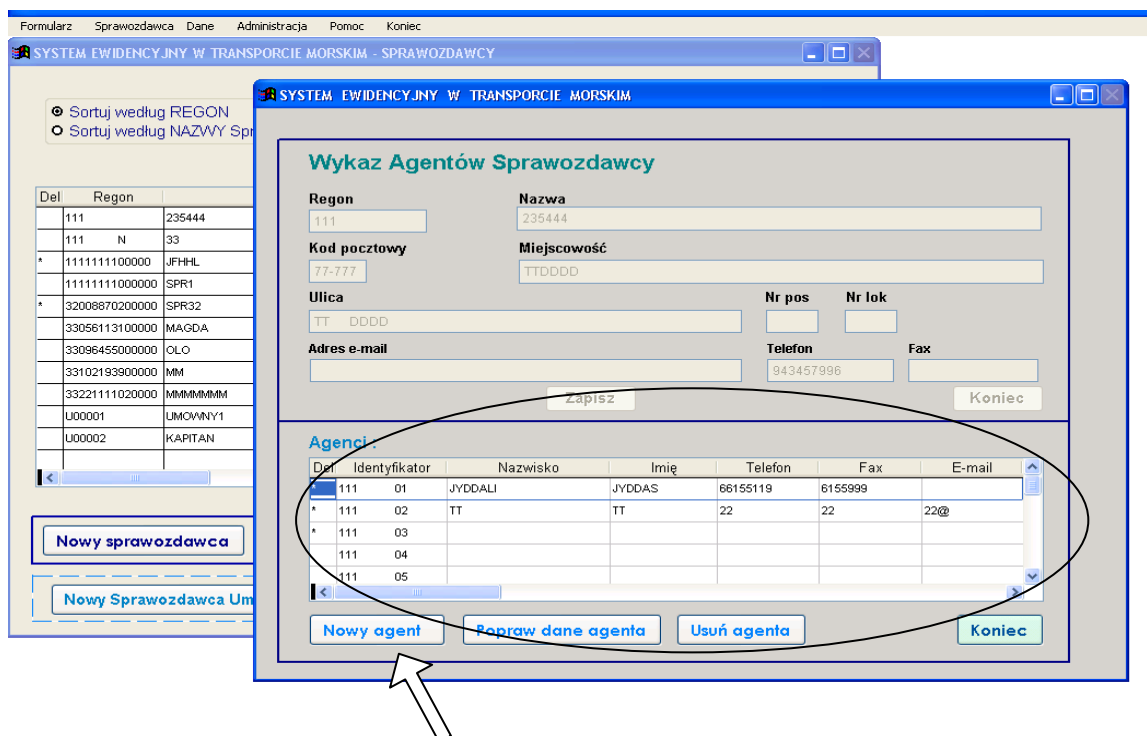 Formularz Sprawozdawca Dane Administracja Pomoc Koniec
SYSTEM EWIDENCYJNY W TRANSPORCIE MORSKIM - SPRAWOZDAWCY
Sortuj według REGON
Sortuj według NAZWY Spr
Del Regon
111 235444
111 N 33
* 1111111100000 JFHHL
11111111000000 SPR1
* 32008870200000 SPR32
33056113100000 MAGDA
33096455000000 OLO
33102193900000 MM
33221111020000 MMMMMMM
U00001 UMOWNY1
U00002 KAPITAN
Nowy sprawozdawca
Nowy Sprawozdawca Um
SYSTEM EWIDENCYJNY W TRANSPORCIE MORSKIM
Wykaz Agentów Sprawozdawcy
Regon Nazwa
111 235444
Kod pocztowy Miejscowość
77-777 TTDDDD
Ulica Nr pos Nr lok
TT DDDD
Adres e-mail Telefon Fax
943457996
Zapisz Koniec
Agenci :
Del Identyfikator Nazwisko Imię Telefon Fax E-mail
* 111 01 JYDDALI JYDDAS 66155119 6155999
* 111 02 TT TT 22 22 22@
* 111 03
111 04
111 05
Nowy agent Popraw dane agenta Usuń agenta Koniec